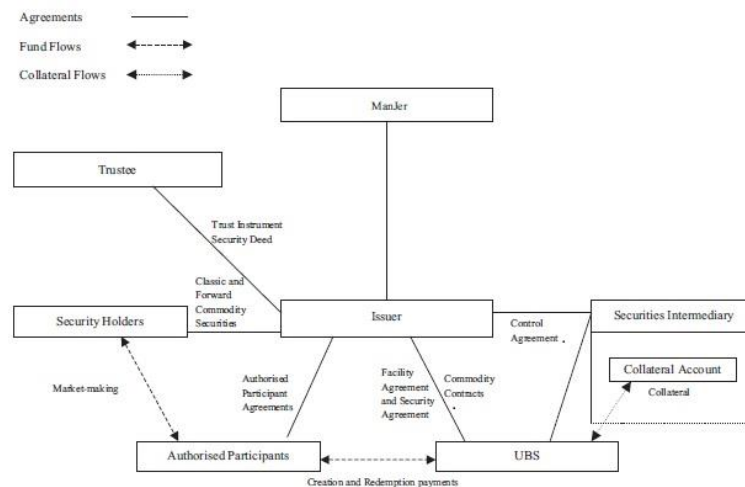 Agreements
Fund Flows
Collateral Flows
ManJer
Trustee
Trust Instrument
Security Deed
Classic and
Forward
Commodity
Securities
Security Holders
Issuer
Control
Agreement
Securities Intermediary
Collateral Account
Collateral
Market-making
Authorised
Participant
Agreements
Facility
Agreement
and Security
Agreement
Commodity
Contracts
Authorised Participants
UBS
Creation and Redemption payments